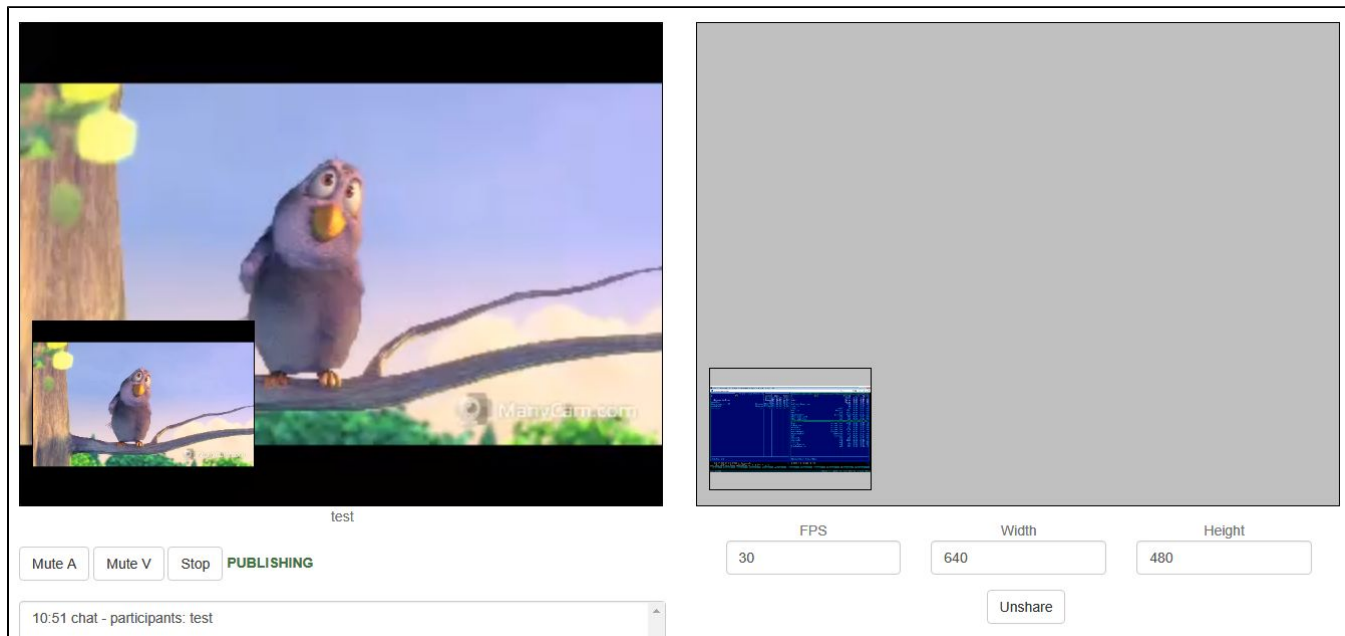 ManyCam.com
test
Mute A Mute V Stop PUBLISHING
10:51 chat - participants: test
FPS Width Height
30 640 480
Unshare